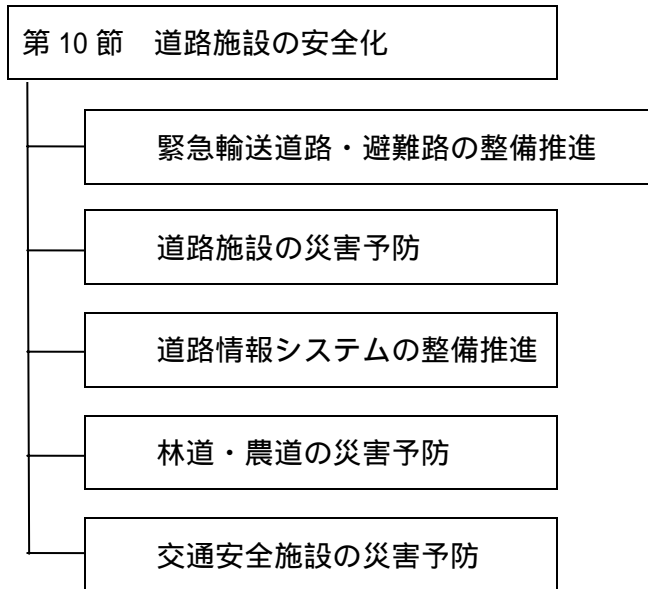 第 10 節　道路施設の安全化
緊急輸送道路・避難路の整備推進
道路施設の災害予防
道路情報システムの整備推進
林道・農道の災害予防
交通安全施設の災害予防